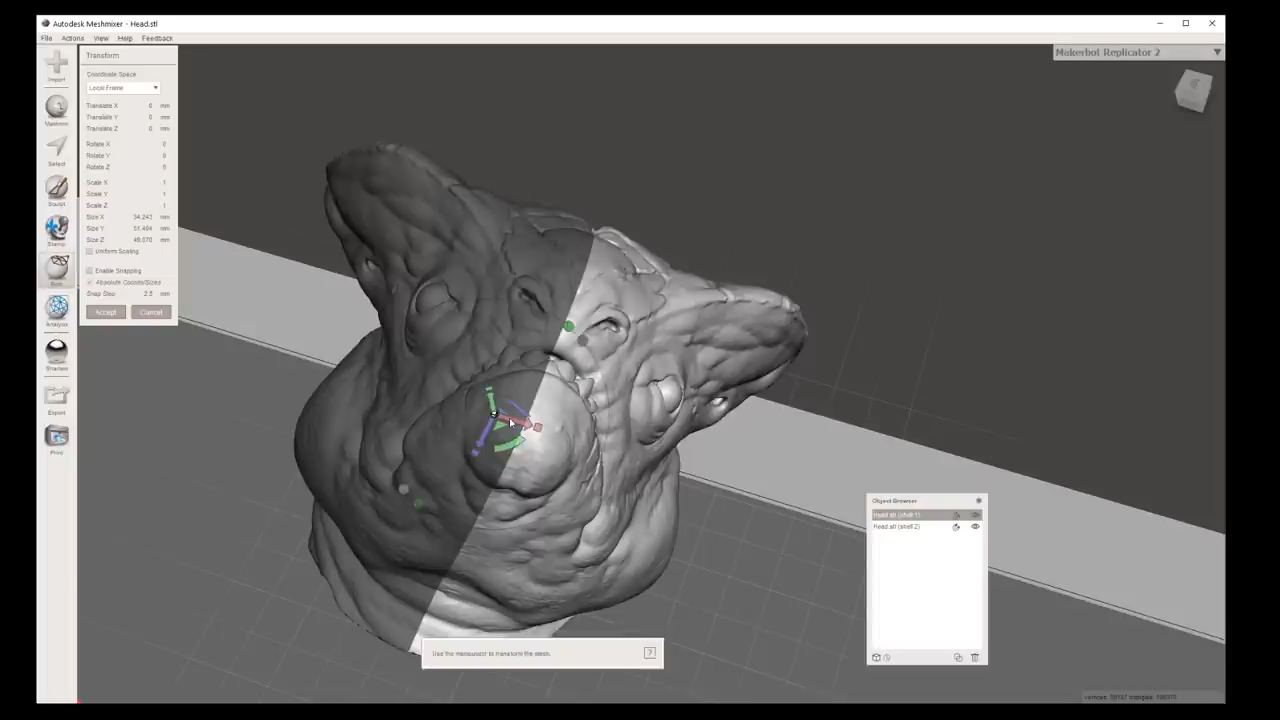 Autodesk Meshmixer - Head.stl
File Actions View Help Feedback
Makerbot Replicator 2
Import
Meshmix
Select
Sculpt
Stamp
Edit
Analysis
Shaders
Export
Print
Transform
Coordinate Space
Local Frame
Translate X 0 mm
Translate Y 0 mm
Translate Z 0 mm
Rotate X 0
Rotate Y 0
Rotate Z 0
Scale X 1
Scale Y 1
Scale Z 1
Size X 34.243 mm
Size Y 51.404 mm
Size Z 49.070 mm
Uniform Scaling
Enable Snapping
Absolute Coords/Sizes
Snap Step 2.5 mm
Accept Cancel
Object Browser
Head.stl (shell 1)
Head.stl (shell 2)
Use the manipulator to transform the mesh.
?
vertices: triangles: